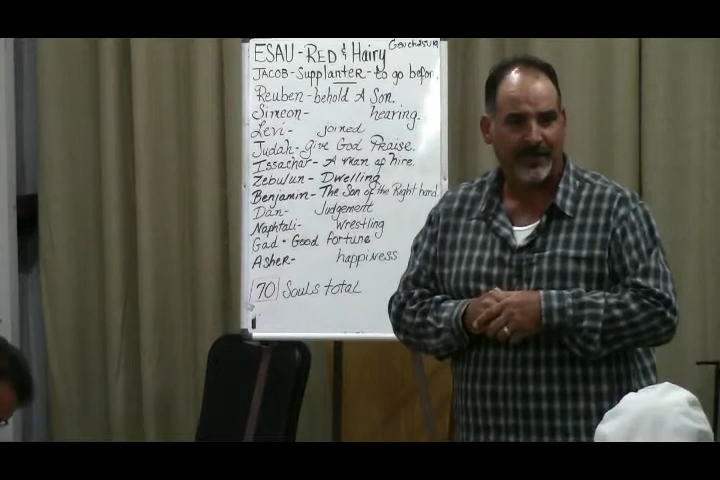 ESAU - RED & Hairy
JACOB - Supplanter - to go befor.
Reuben - behold A Son.
Simeon - hearing.
Levi - joined
Judah - give God Praise.
Issachar - A man of hire.
Zebulun - Dwelling
Benjamin - The Son of the Right hand
Dan - Judgement
Naphtali - Wrestling
Gad - Good fortune
Asher - happiness
70 Souls total